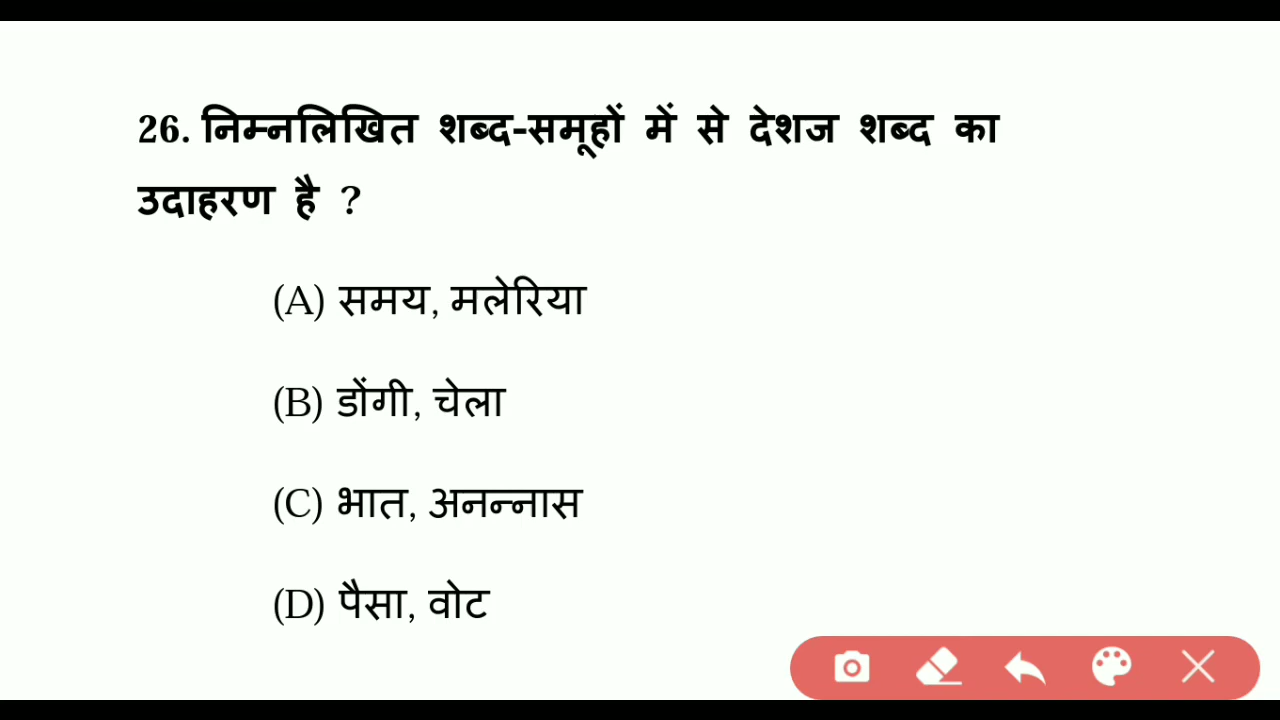 26. निम्नलिखित शब्द-समूहों में से देशज शब्द का
उदाहरण है ?
(A) समय, मलेरिया
(B) डोंगी, चेला
(C) भात, अनन्नास
(D) पैसा, वोट